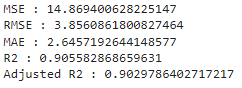 MSE : 14.869400628225147
RMSE : 3.8560861800827464
MAE : 2.6457192644148577
R2 : 0.905582868659631
Adjusted R2 : 0.9029786402717217